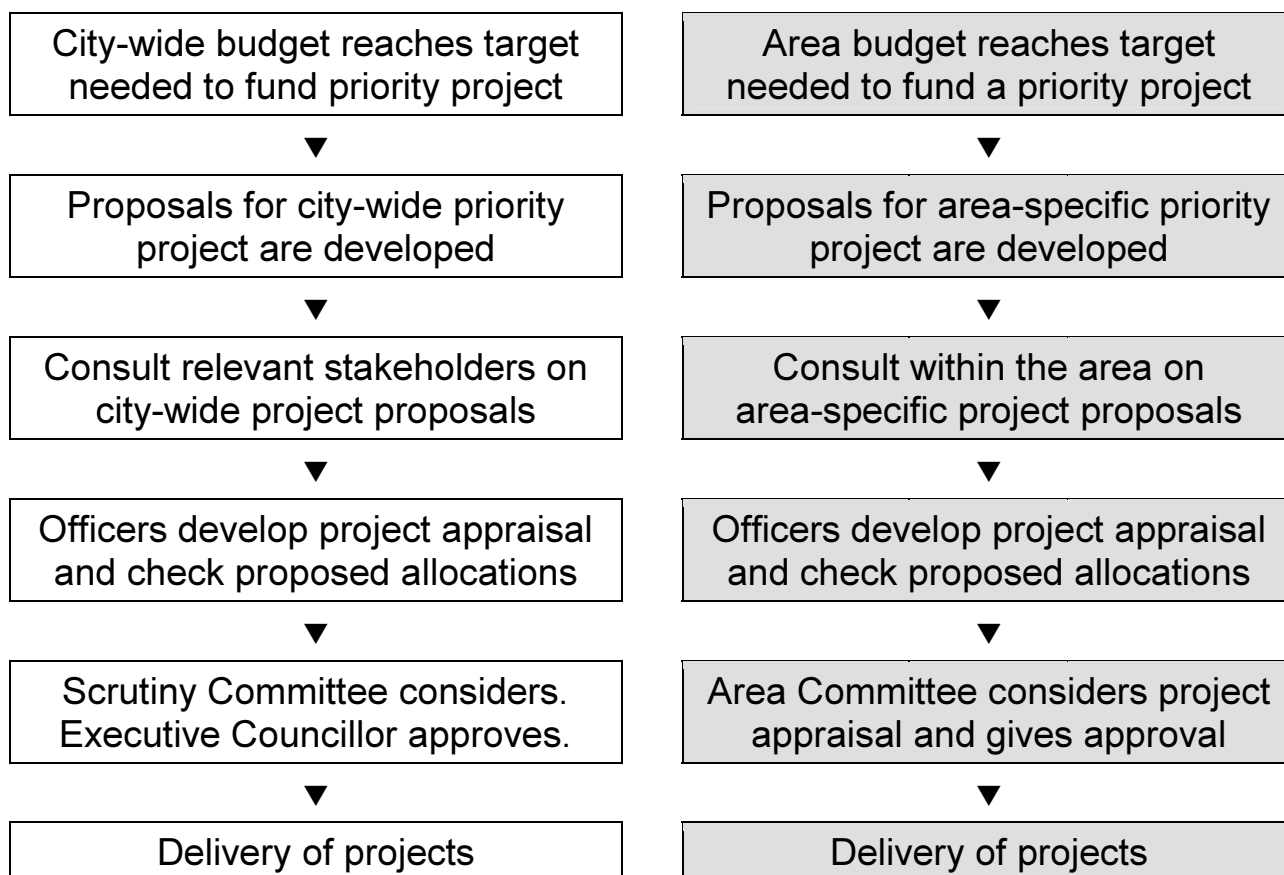 City-wide budget reaches target
needed to fund priority project
▼
Proposals for city-wide priority
project are developed
▼
Consult relevant stakeholders on
city-wide project proposals
▼
Officers develop project appraisal
and check proposed allocations
▼
Scrutiny Committee considers.
Executive Councillor approves.
▼
Delivery of projects
Area budget reaches target
needed to fund a priority project
▼
Proposals for area-specific priority
project are developed
▼
Consult within the area on
area-specific project proposals
▼
Officers develop project appraisal
and check proposed allocations
▼
Area Committee considers project
appraisal and gives approval
▼
Delivery of projects